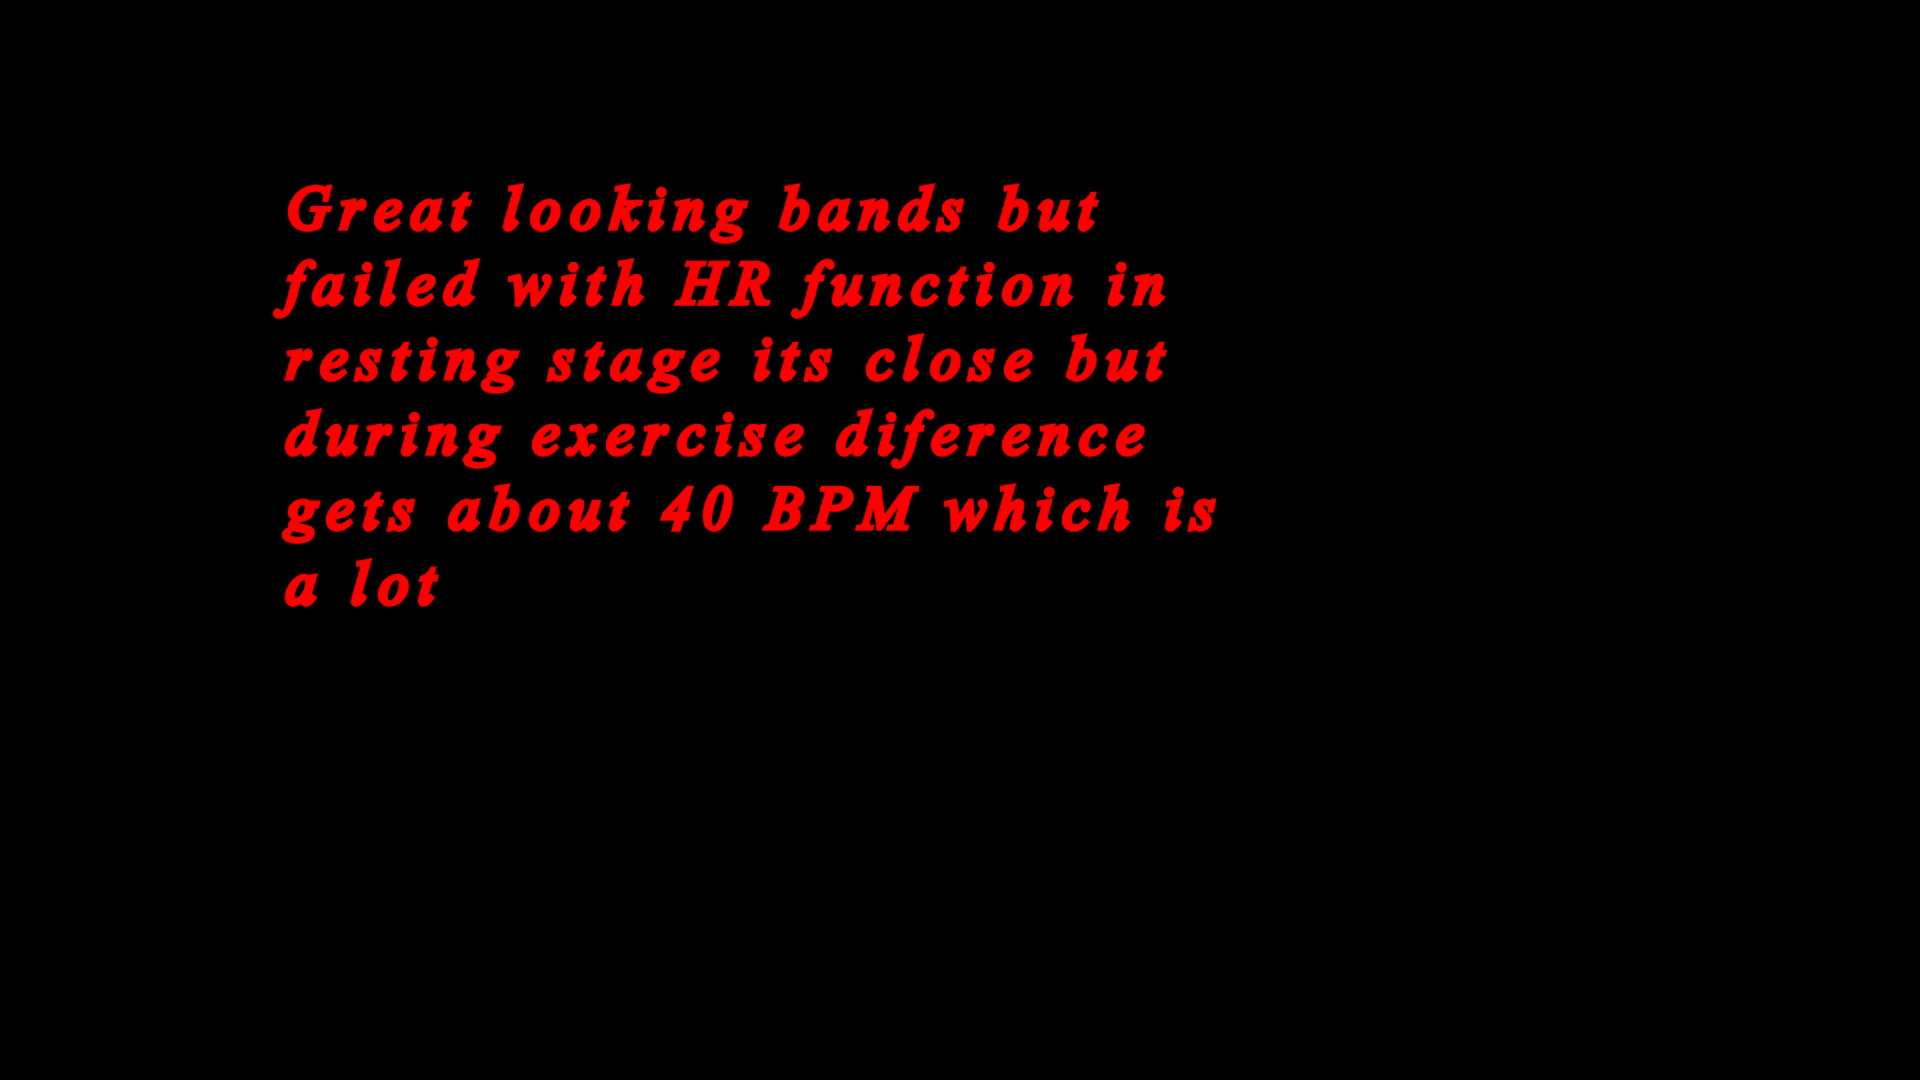 Great looking bands but
failed with HR function in
resting stage its close but
during exercise diference
gets about 40 BPM which is
a lot